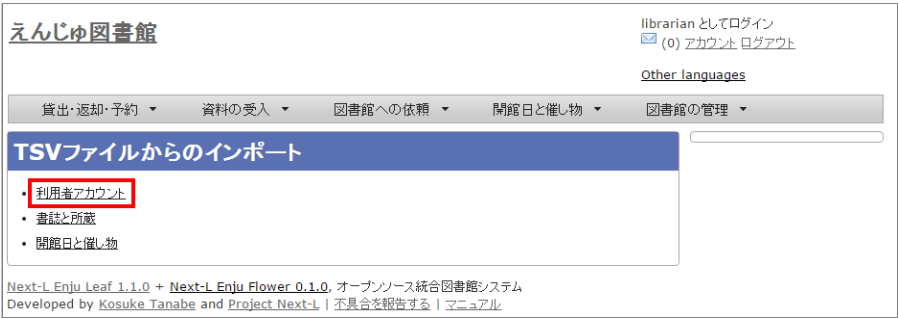 えんじゅ図書館
librarian としてログイン
(0) アカウント ログアウト
Other languages
貸出・返却・予約 ▼ 資料の受入 ▼ 図書館への依頼 ▼ 開館日と催し物 ▼ 図書館の管理 ▼
TSVファイルからのインポート
• 利用者アカウント
• 書誌と所蔵
• 開館日と催し物
Next-L Enju Leaf 1.1.0 + Next-L Enju Flower 0.1.0, オープンソース統合図書館システム
Developed by Kosuke Tanabe and Project Next-L | 不具合を報告する | マニュアル